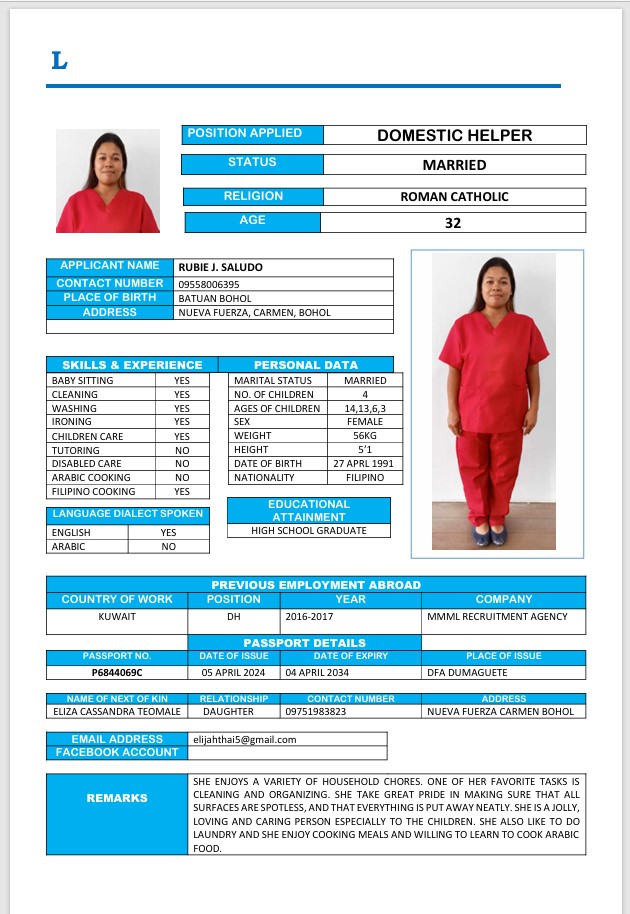 L
POSITION APPLIED DOMESTIC HELPER
STATUS MARRIED
RELIGION ROMAN CATHOLIC
AGE 32
APPLICANT NAME RUBIE J. SALUDO
CONTACT NUMBER 09558006395
PLACE OF BIRTH BATUAN BOHOL
ADDRESS NUEVA FUERZA, CARMEN, BOHOL
SKILLS & EXPERIENCE PERSONAL DATA
BABY SITTING YES MARITAL STATUS MARRIED
CLEANING YES NO. OF CHILDREN 4
WASHING YES AGES OF CHILDREN 14,13,6,3
IRONING YES SEX FEMALE
CHILDREN CARE YES WEIGHT 56KG
TUTORING NO HEIGHT 5'1
DISABLED CARE NO DATE OF BIRTH 27 APRL 1991
ARABIC COOKING NO NATIONALITY FILIPINO
FILIPINO COOKING YES
LANGUAGE DIALECT SPOKEN
ENGLISH YES
ARABIC NO
EDUCATIONAL
ATTAINMENT
HIGH SCHOOL GRADUATE
PREVIOUS EMPLOYMENT ABROAD
COUNTRY OF WORK POSITION YEAR COMPANY
KUWAIT DH 2016-2017 MMML RECRUITMENT AGENCY
PASSPORT DETAILS
PASSPORT NO. DATE OF ISSUE DATE OF EXPIRY PLACE OF ISSUE
P6844069C 05 APRIL 2024 04 APRIL 2034 DFA DUMAGUETE
NAME OF NEXT OF KIN RELATIONSHIP CONTACT NUMBER ADDRESS
ELIZA CASSANDRA TEOMALE DAUGHTER 09751983823 NUEVA FUERZA CARMEN BOHOL
EMAIL ADDRESS elijahthai5@gmail.com
FACEBOOK ACCOUNT
REMARKS
SHE ENJOYS A VARIETY OF HOUSEHOLD CHORES. ONE OF HER FAVORITE TASKS IS
CLEANING AND ORGANIZING. SHE TAKE GREAT PRIDE IN MAKING SURE THAT ALL
SURFACES ARE SPOTLESS, AND THAT EVERYTHING IS PUT AWAY NEATLY. SHE IS A JOLLY,
LOVING AND CARING PERSON ESPECIALLY TO THE CHILDREN. SHE ALSO LIKE TO DO
LAUNDRY AND SHE ENJOY COOKING MEALS AND WILLING TO LEARN TO COOK ARABIC
FOOD.